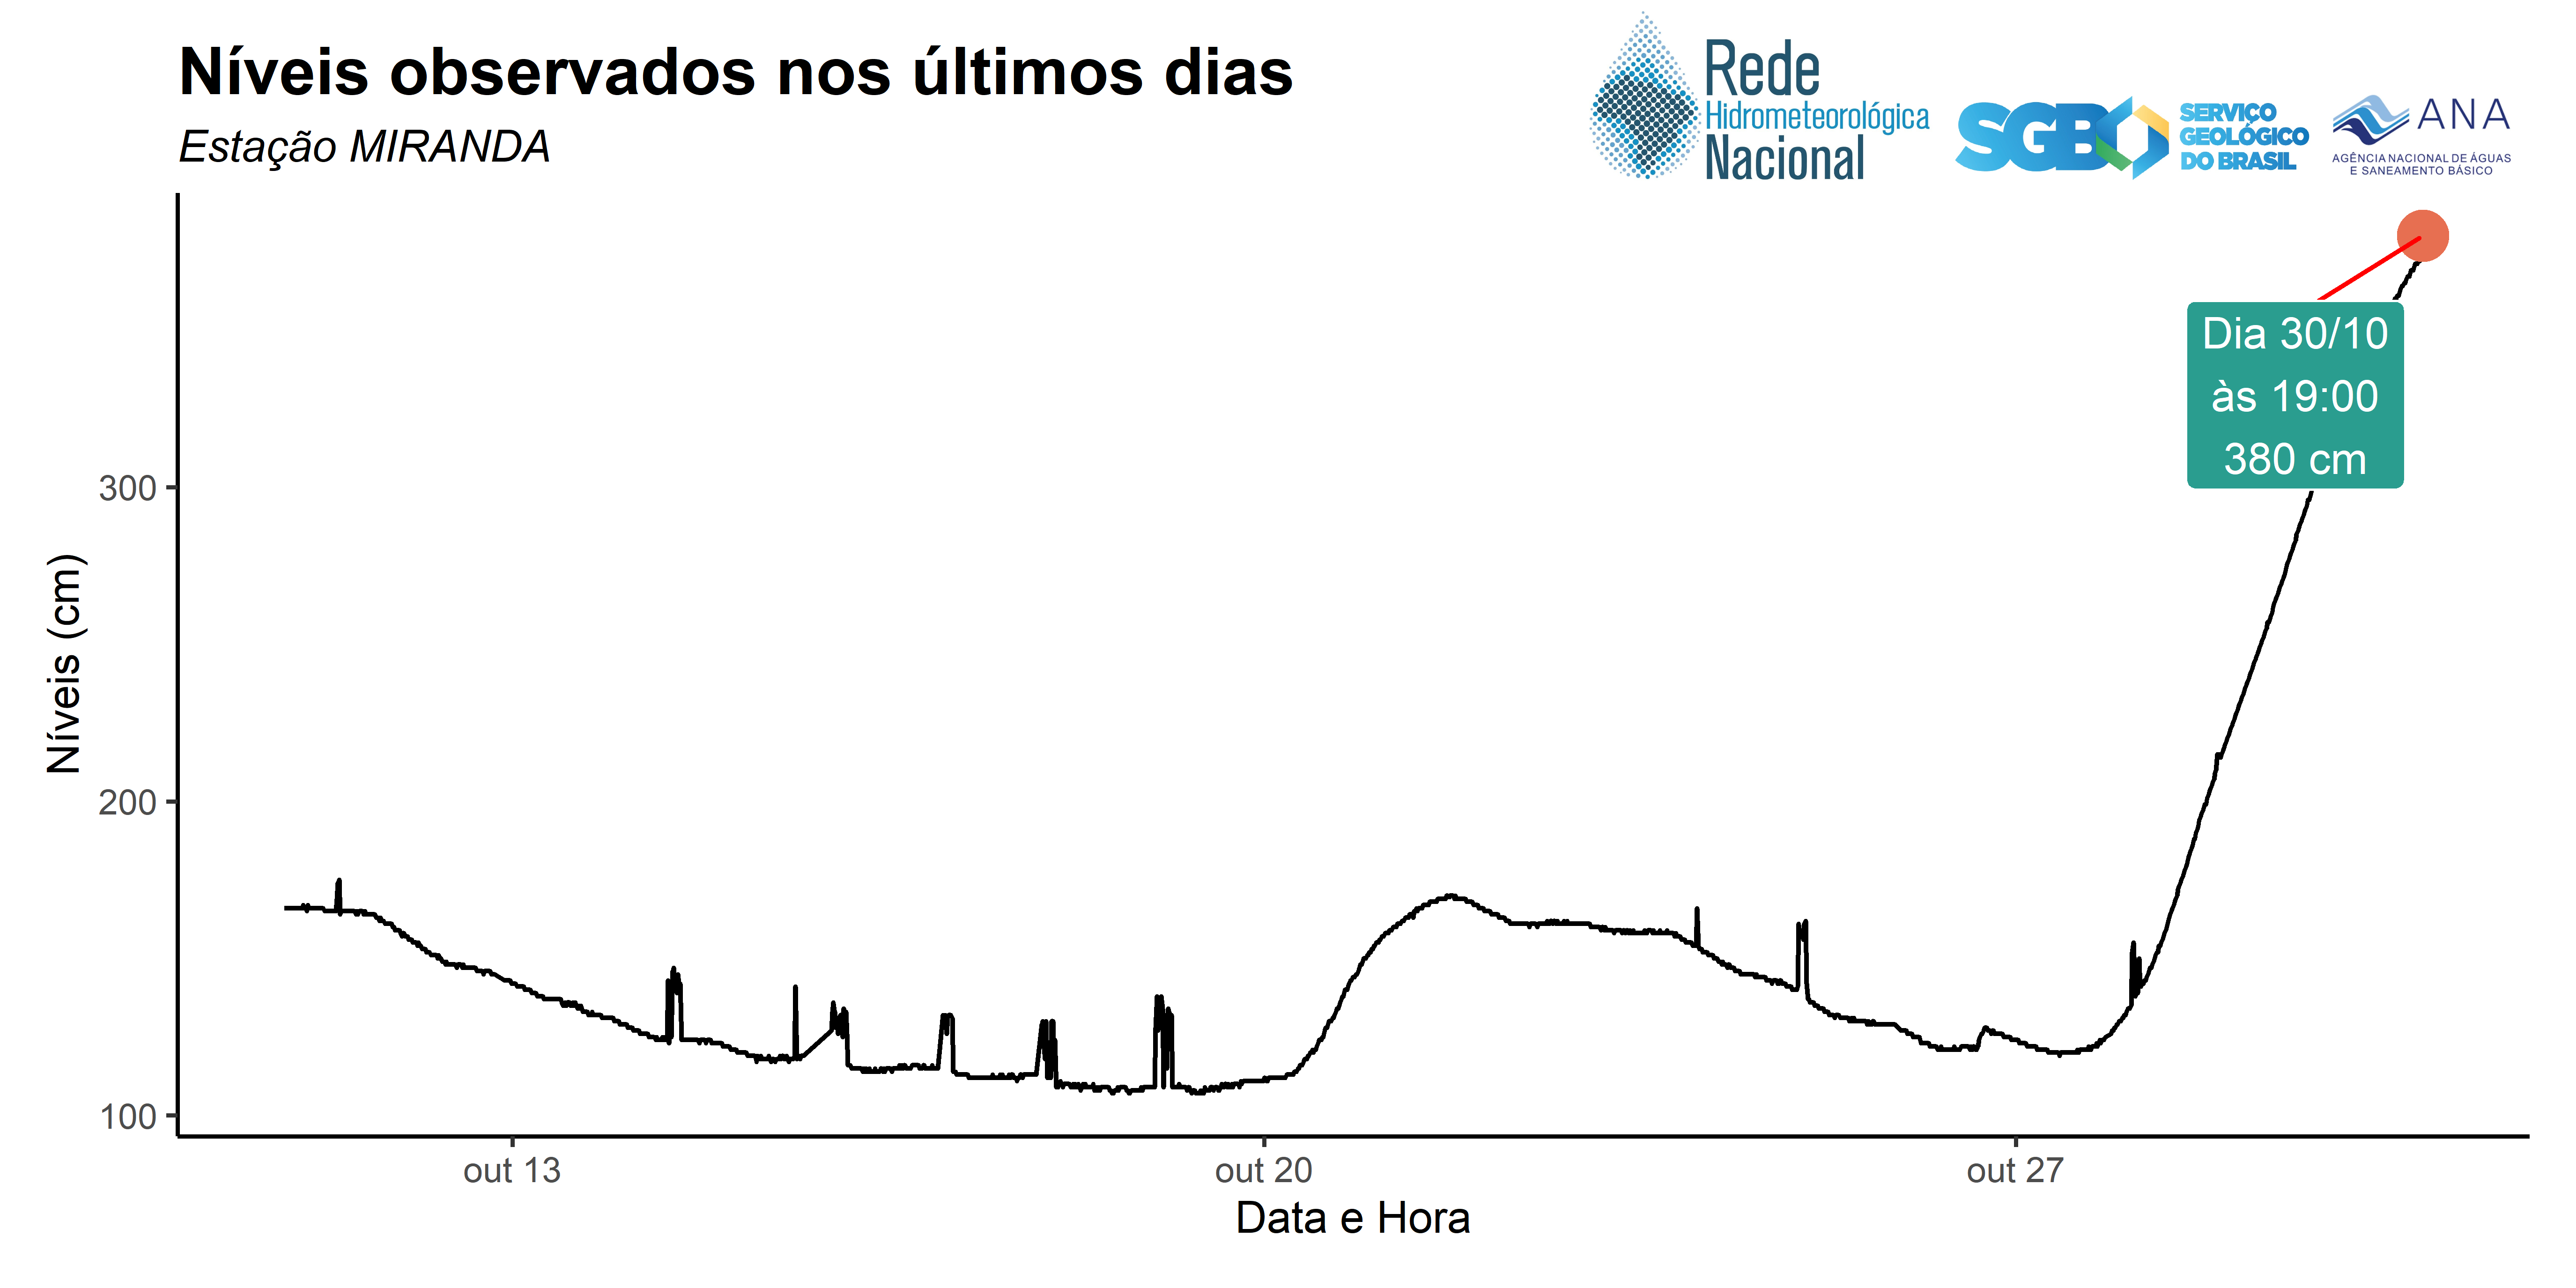 Níveis observados nos últimos dias
Estação MIRANDA
Rede
Hidrometeorológica
Nacional
SGB
SERVIÇO
GEOLÓGICO
DO BRASIL
ANA
AGÊNCIA NACIONAL DE ÁGUAS
E SANEAMENTO BÁSICO
Dia 30/10
às 19:00
380 cm
Níveis (cm)
300
200
100
out 13
out 20
out 27
Data e Hora